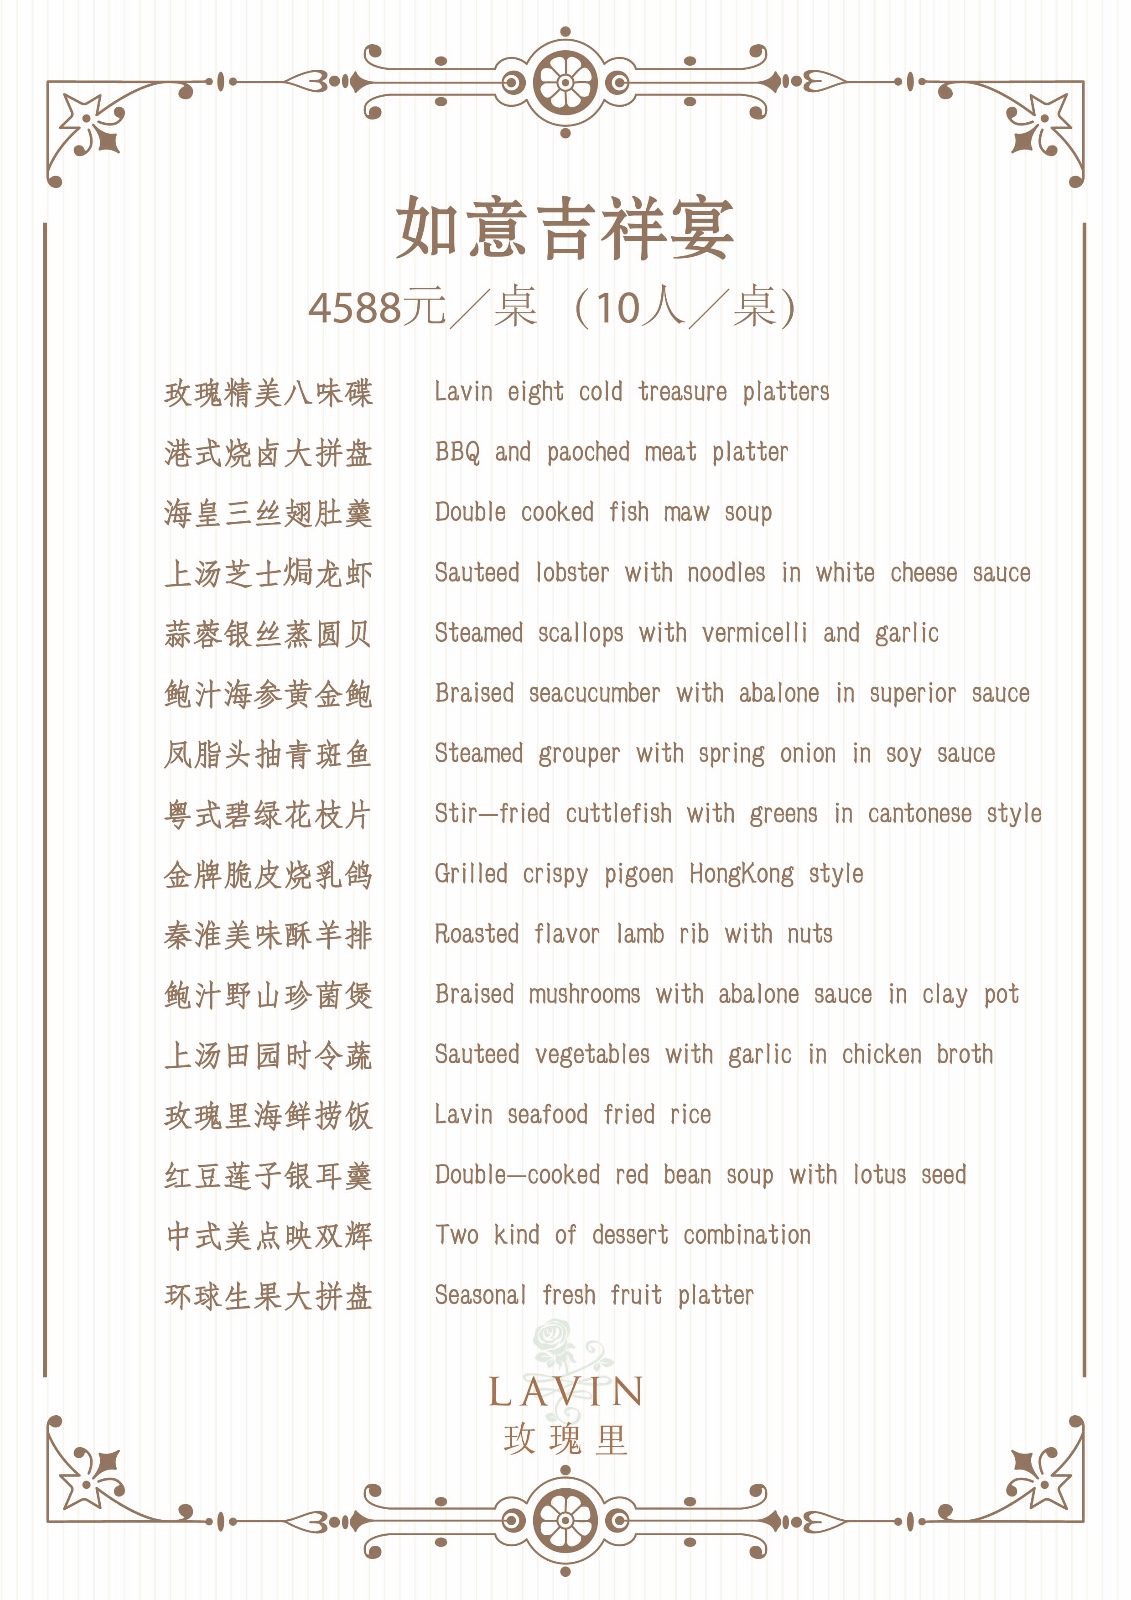 如意吉祥宴
4588元／桌 （10人／桌）
玫瑰精美八味碟 Lavin eight cold treasure platters
港式烧卤大拼盘 BBQ and paoched meat platter
海皇三丝翅肚羹 Double cooked fish maw soup
上汤芝士焗龙虾 Sauteed lobster with noodles in white cheese sauce
蒜蓉银丝蒸圆贝 Steamed scallops with vermicelli and garlic
鲍汁海参黄金鲍 Braised seacucumber with abalone in superior sauce
凤脂头抽青斑鱼 Steamed grouper with spring onion in soy sauce
粤式碧绿花枝片 Stir—fried cuttlefish with greens in cantonese style
金牌脆皮烧乳鸽 Grilled crispy pigoen HongKong style
秦淮美味酥羊排 Roasted flavor lamb rib with nuts
鲍汁野山珍菌煲 Braised mushrooms with abalone sauce in clay pot
上汤田园时令蔬 Sauteed vegetables with garlic in chicken broth
玫瑰里海鲜捞饭 Lavin seafood fried rice
红豆莲子银耳羹 Double—cooked red bean soup with lotus seed
中式美点映双辉 Two kind of dessert combination
环球生果大拼盘 Seasonal fresh fruit platter
LAVIN
玫瑰里